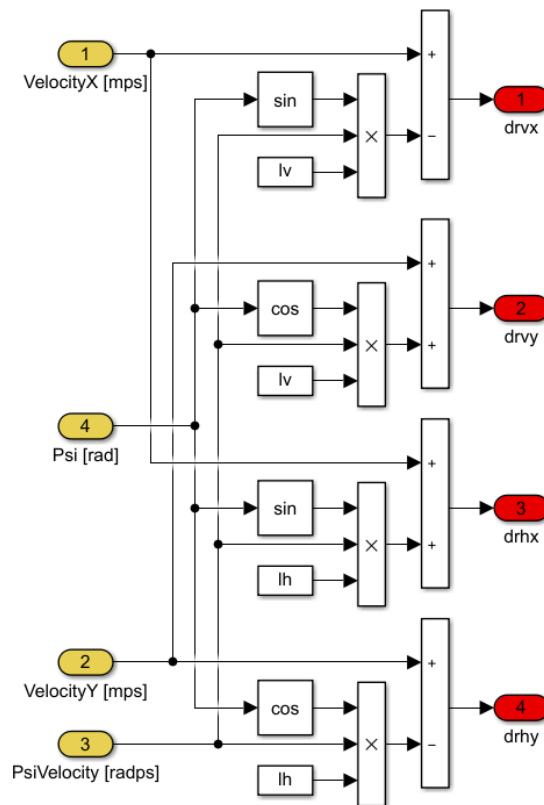 1
VelocityX [mps]
sin
lv
×
+
−
1
drvx
cos
lv
×
+
+
2
drvy
4
Psi [rad]
sin
lh
×
+
+
3
drhx
2
VelocityY [mps]
3
PsiVelocity [radps]
cos
lh
×
+
−
4
drhy